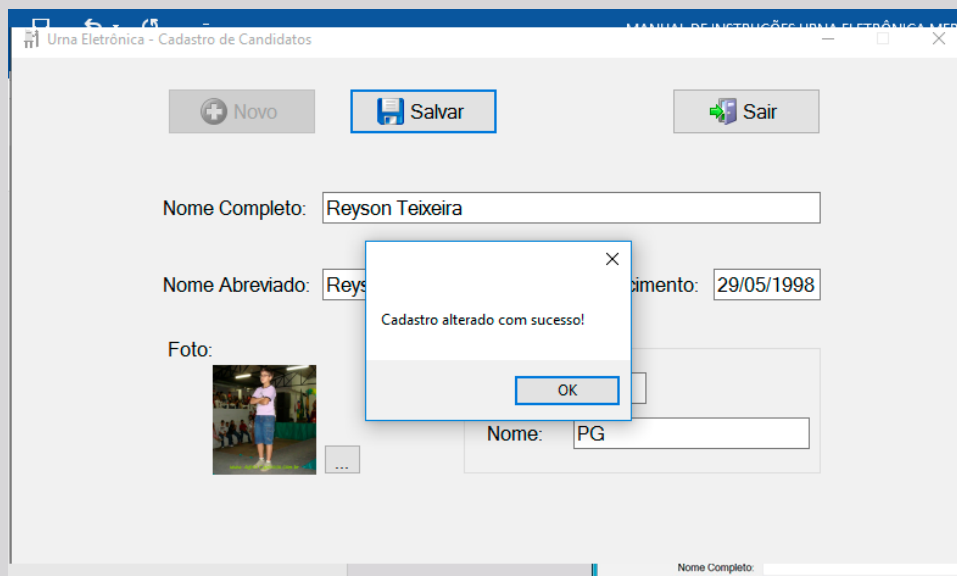 MANUAL DE INSTRUÇÕES URNA ELETRÔNICA
Urna Eletrônica - Cadastro de Candidatos
Novo
Salvar
Sair
Nome Completo: Reyson Teixeira
Nome Abreviado: Reys
cimento: 29/05/1998
Cadastro alterado com sucesso!
OK
Foto:
...
Nome: PG
Nome Completo: